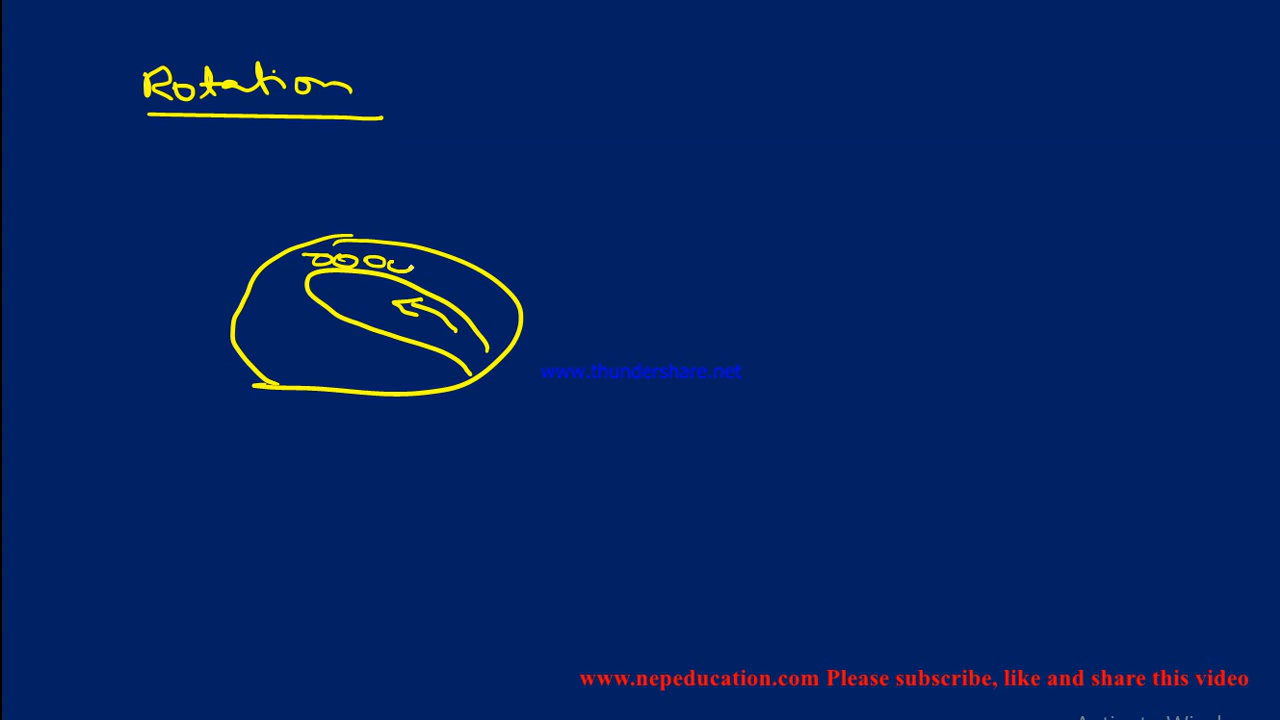 Rotation
www.thundershare.net
www.nepeducation.com Please subscribe, like and share this video